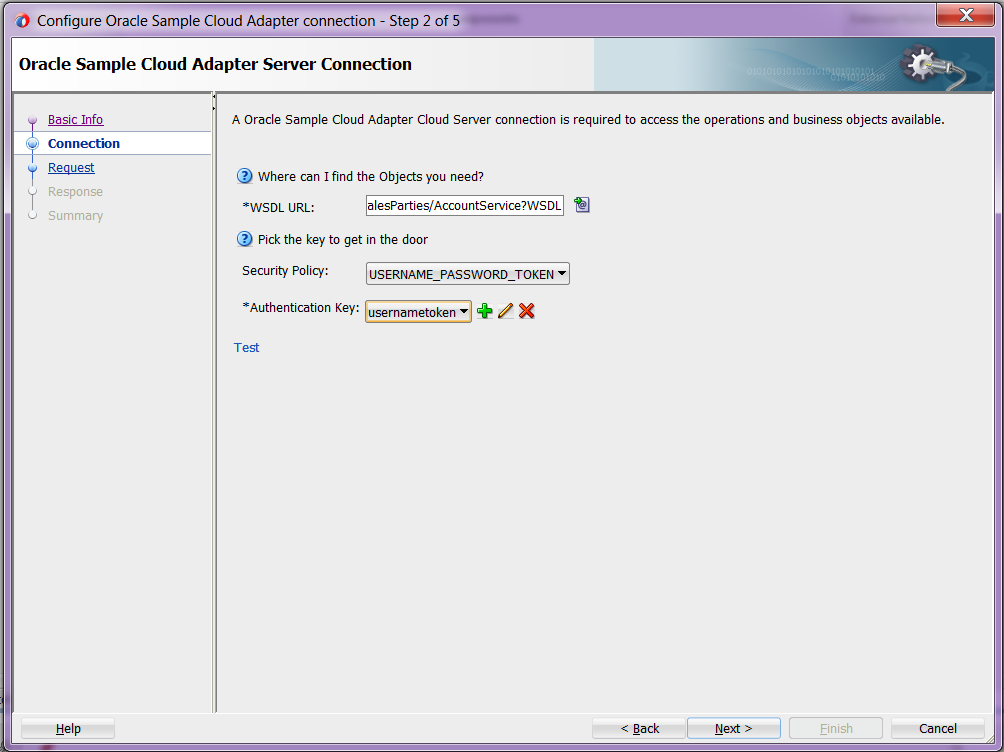 Configure Oracle Sample Cloud Adapter connection - Step 2 of 5
Oracle Sample Cloud Adapter Server Connection
Basic Info
Connection
Request
Response
Summary
A Oracle Sample Cloud Adapter Cloud Server connection is required to access the operations and business objects available.
Where can I find the Objects you need?
*WSDL URL: alesParties/AccountService?WSDL
Pick the key to get in the door
Security Policy: USERNAME_PASSWORD_TOKEN
*Authentication Key: usernametoken
Test
Help < Back Next > Finish Cancel